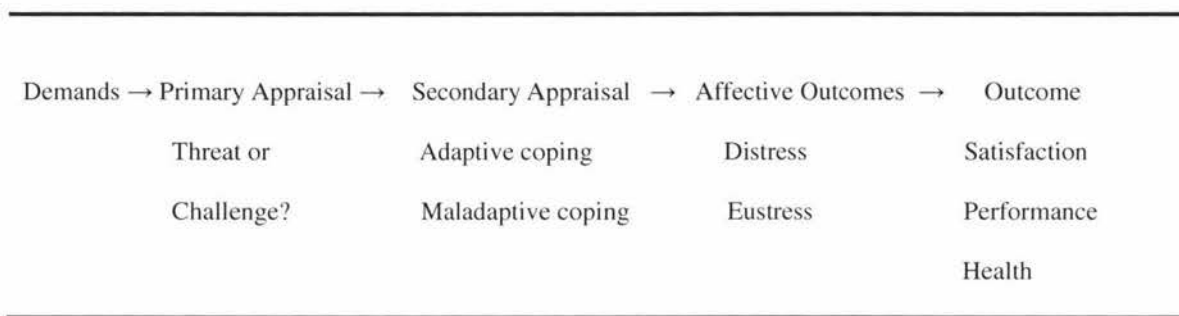 Demands → Primary Appraisal → Secondary Appraisal → Affective Outcomes → Outcome
Threat or Adaptive coping Distress Satisfaction
Challenge? Maladaptive coping Eustress Performance
Health